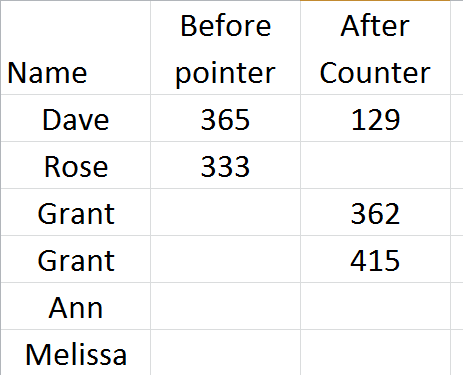 Name Before pointer After Counter
Dave 365 129
Rose 333
Grant 362
Grant 415
Ann
Melissa